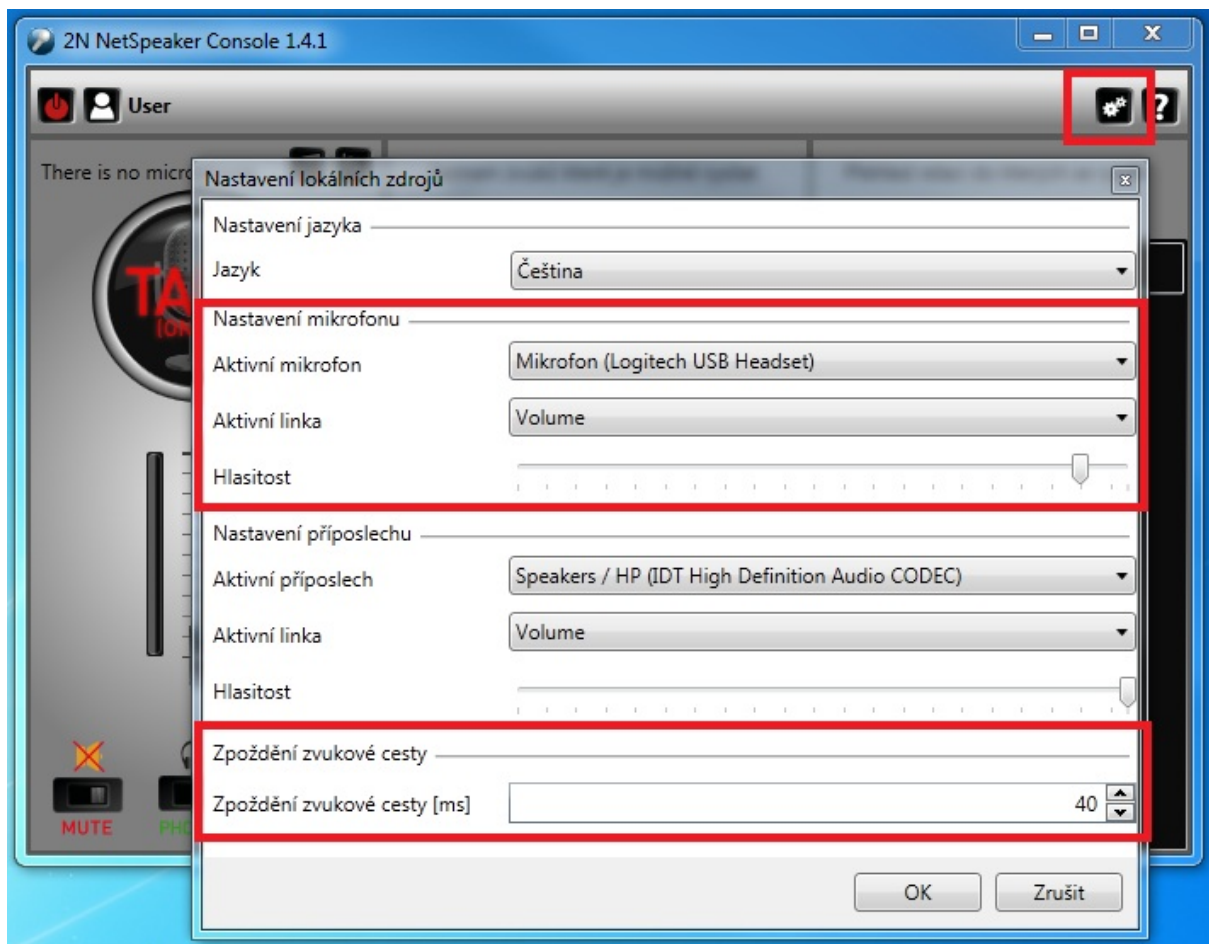 2N NetSpeaker Console 1.4.1
User
There is no micro
Nastavení lokálních zdrojů
Nastavení jazyka
Jazyk
Čeština
Nastavení mikrofonu
Aktivní mikrofon
Mikrofon (Logitech USB Headset)
Aktivní linka
Volume
Hlasitost
Nastavení příposlechu
Aktivní příposlech
Speakers / HP (IDT High Definition Audio CODEC)
Aktivní linka
Volume
Hlasitost
Zpoždění zvukové cesty
Zpoždění zvukové cesty [ms]
40
MUTE
OK
Zrušit